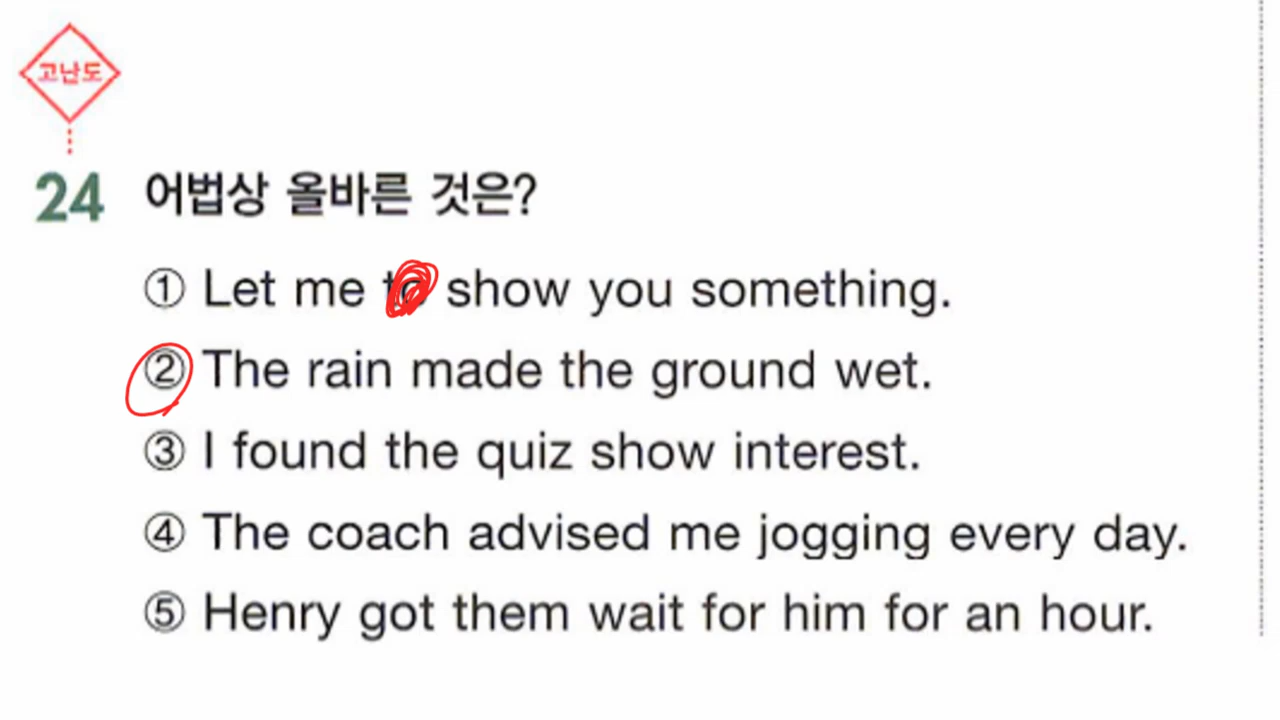 고난도
24 어법상 올바른 것은?
① Let me to show you something.
② The rain made the ground wet.
③ I found the quiz show interest.
④ The coach advised me jogging every day.
⑤ Henry got them wait for him for an hour.